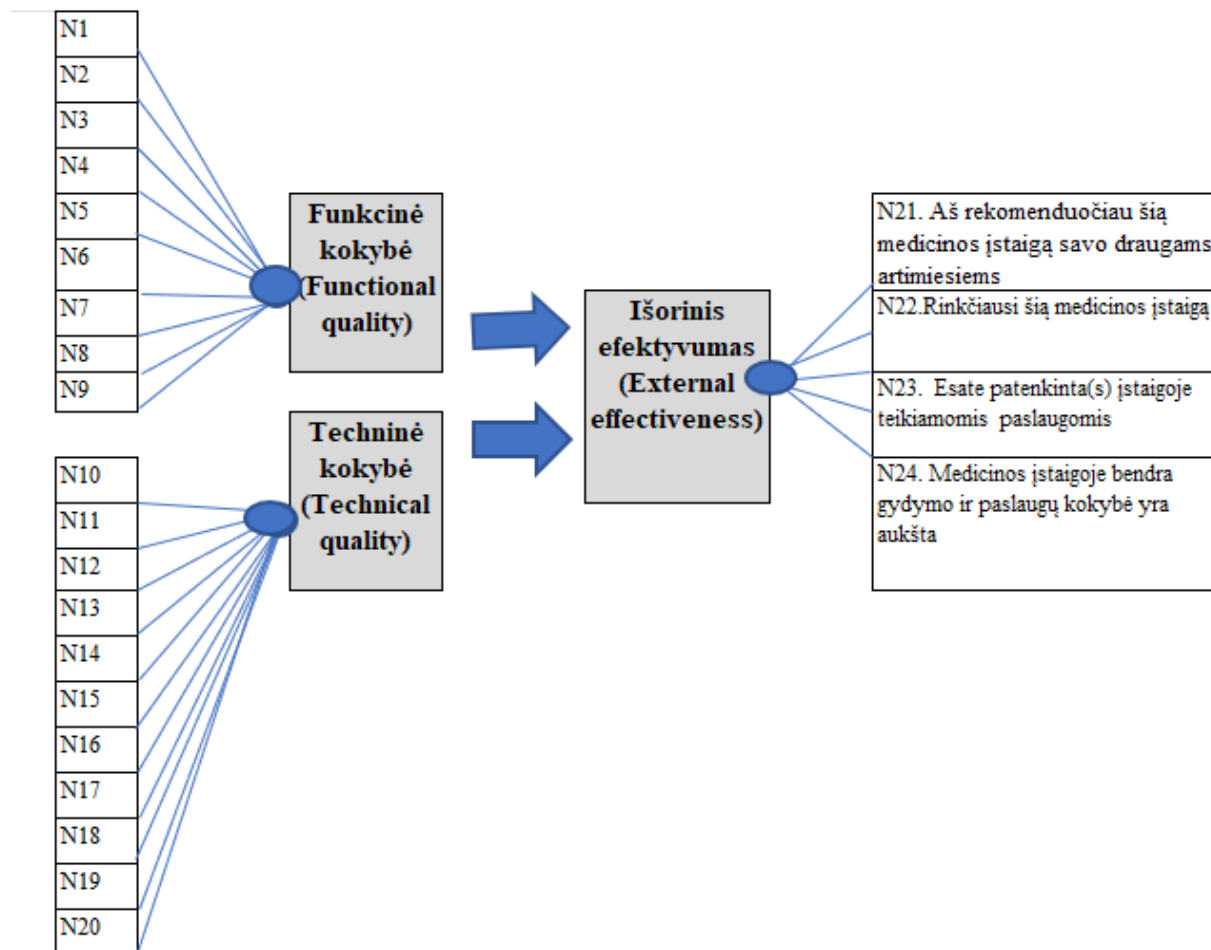 N1
N2
N3
N4
N5
N6
N7
N8
N9
Funkcinė
kokybė
(Functional
quality)
N10
N11
N12
N13
N14
N15
N16
N17
N18
N19
N20
Techninė
kokybė
(Technical
quality)
Išorinis
efektyvumas
(External
effectiveness)
N21. Aš rekomenduočiau šią
medicinos įstaigą savo draugams
artimiesiems
N22.Rinkčiausi šią medicinos įstaigą
N23.  Esate patenkinta(s) įstaigoje
teikiamomis  paslaugomis
N24. Medicinos įstaigoje bendra
gydymo ir paslaugų kokybė yra
aukšta